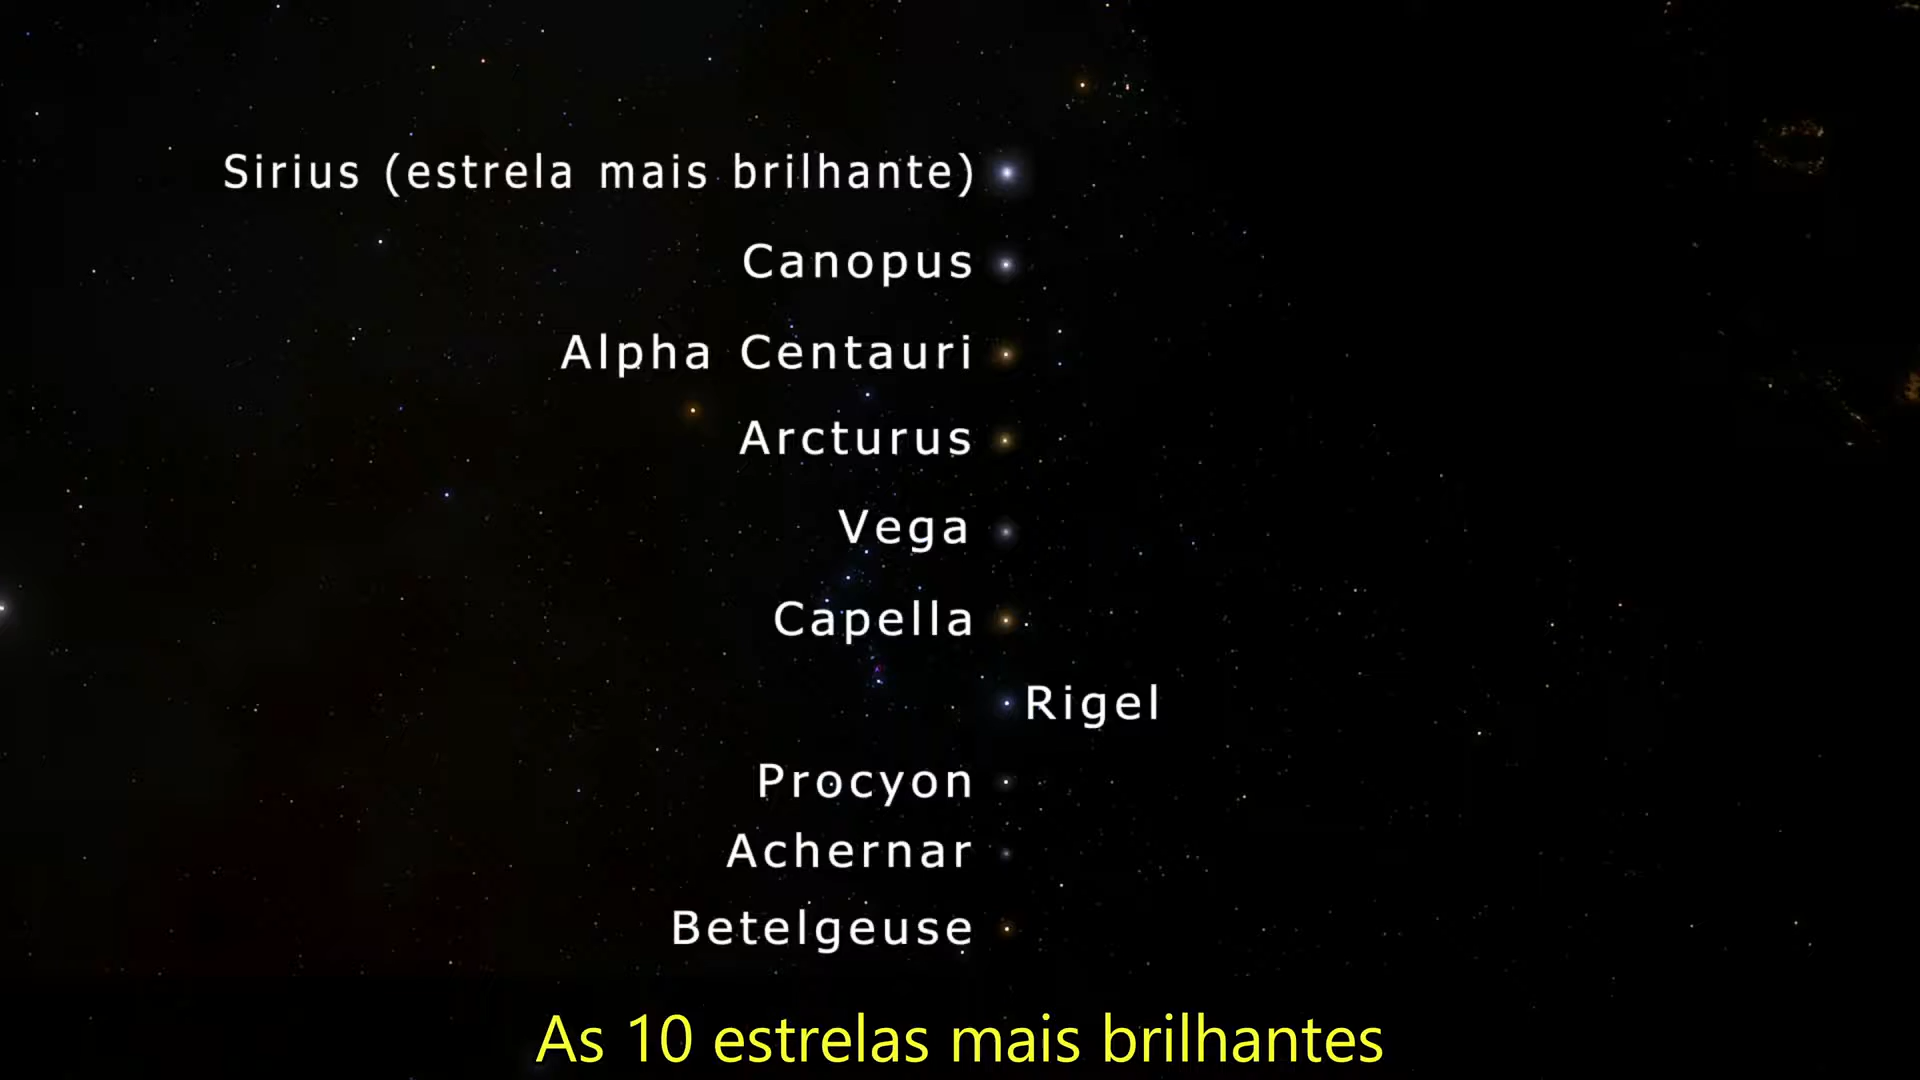 Sirius (estrela mais brilhante)
Canopus
Alpha Centauri
Arcturus
Vega
Capella
Rigel
Procyon
Achernar
Betelgeuse
As 10 estrelas mais brilhantes